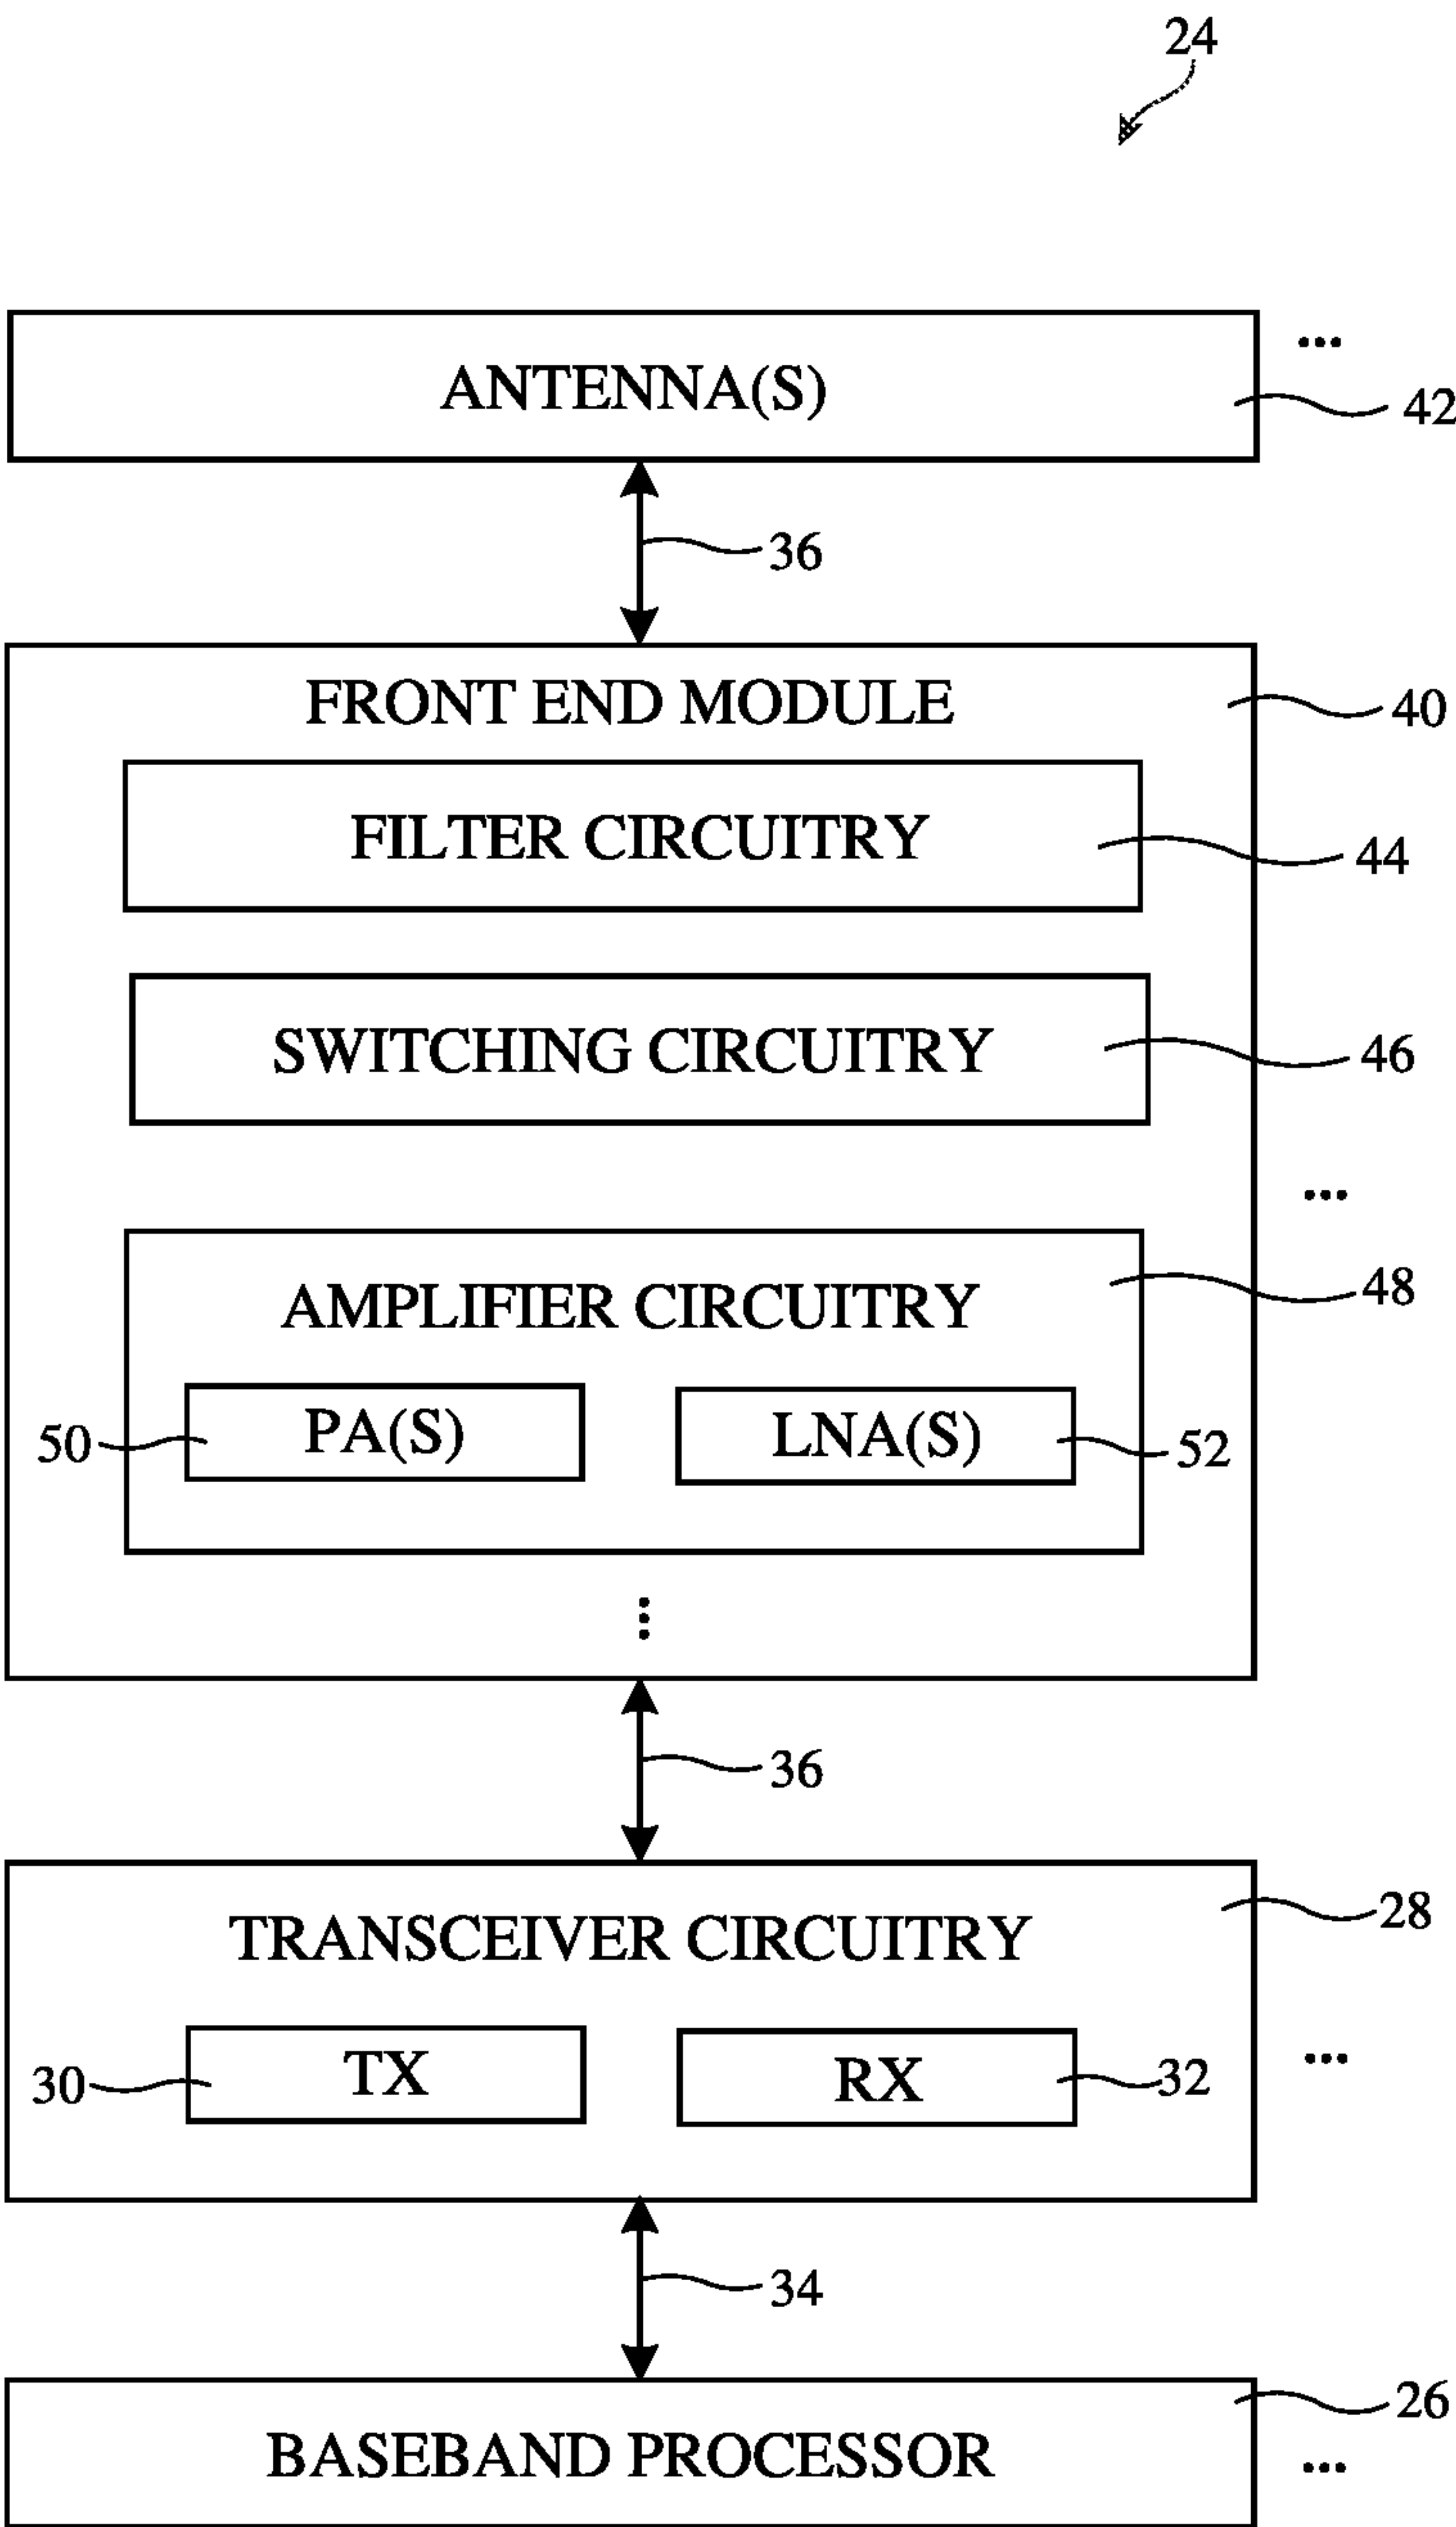 24
ANTENNA(S)
...
42
36
FRONT END MODULE
40
FILTER CIRCUITRY
44
SWITCHING CIRCUITRY
46
...
AMPLIFIER CIRCUITRY
48
50
PA(S)
LNA(S)
52
...
36
TRANSCEIVER CIRCUITRY
28
30
TX
RX
32
...
34
26
BASEBAND PROCESSOR
...